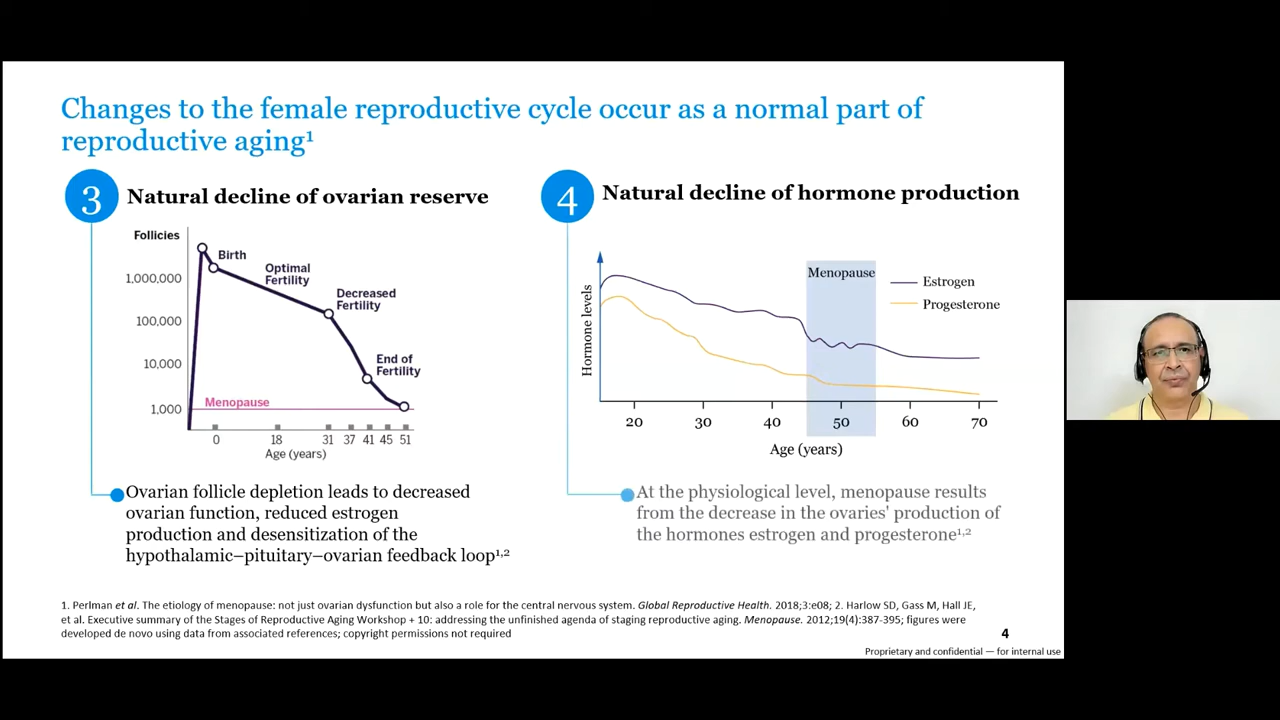 Changes to the female reproductive cycle occur as a normal part of
reproductive aging¹
3
Natural decline of ovarian reserve
Follicies
Birth
Optimal
Fertility
Decreased
Fertility
End of
Fertility
1,000,000
100,000
10,000
1,000
Menopause
0 18 31 37 41 45 51
Age (years)
Ovarian follicle depletion leads to decreased
ovarian function, reduced estrogen
production and desensitization of the
hypothalamic–pituitary–ovarian feedback loop¹,²
4
Natural decline of hormone production
Hormone levels
Menopause
Estrogen
Progesterone
20 30 40 50 60 70
Age (years)
At the physiological level, menopause results
from the decrease in the ovaries' production of
the hormones estrogen and progesterone¹,²
1. Perlman et al. The etiology of menopause: not just ovarian dysfunction but also a role for the central nervous system. Global Reproductive Health. 2018;3:e08; 2. Harlow SD, Gass M, Hall JE,
et al. Executive summary of the Stages of Reproductive Aging Workshop + 10: addressing the unfinished agenda of staging reproductive aging. Menopause. 2012;19(4):387-395; figures were
developed de novo using data from associated references; copyright permissions not required
4
Proprietary and confidential — for internal use